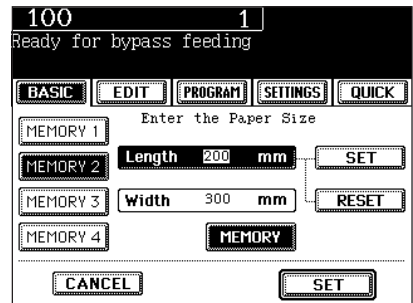 100 1
Ready for bypass feeding
BASIC EDIT PROGRAM SETTINGS QUICK
Enter the Paper Size
MEMORY 1
MEMORY 2 Length 200 mm SET
MEMORY 3 Width 300 mm RESET
MEMORY 4 MEMORY
CANCEL SET